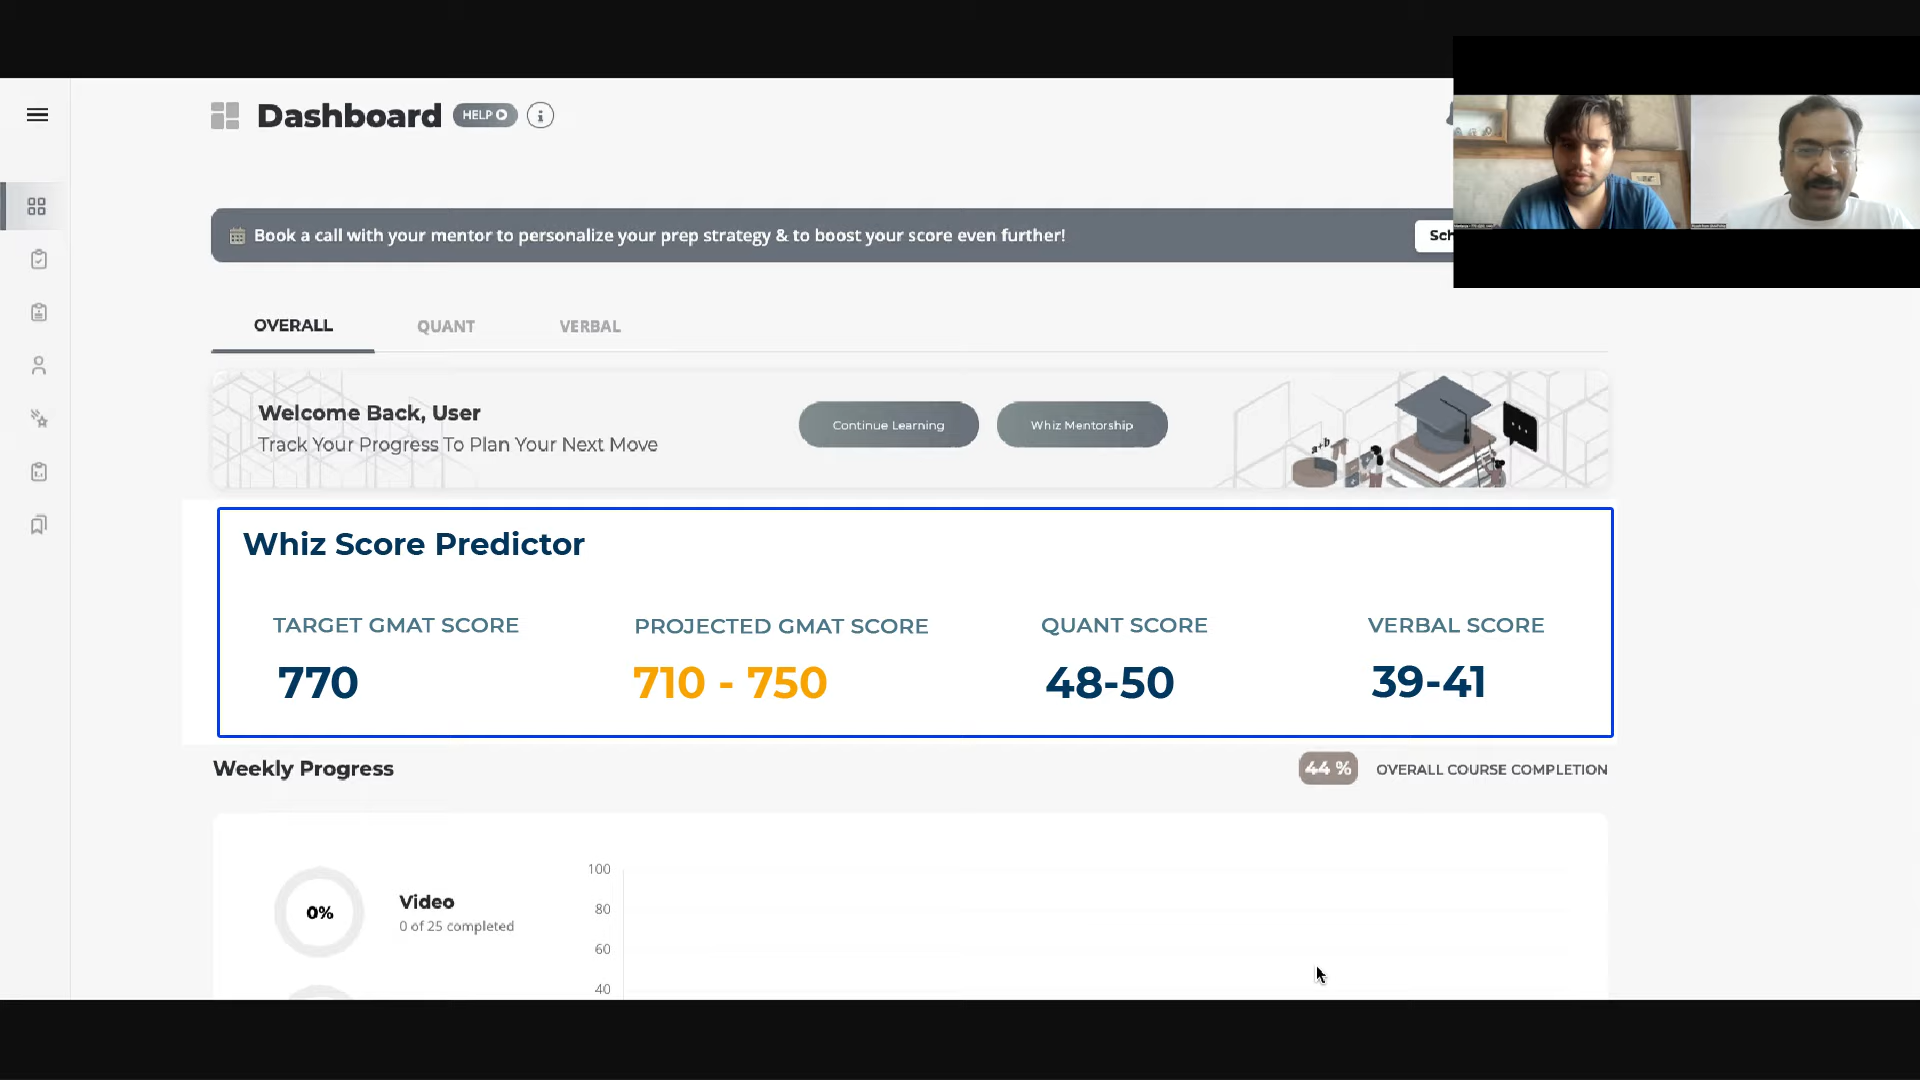 Dashboard HELP
Book a call with your mentor to personalize your prep strategy & to boost your score even further!
Sch
OVERALL QUANT VERBAL
Welcome Back, User
Track Your Progress To Plan Your Next Move
Continue Learning Whiz Mentorship
Whiz Score Predictor
TARGET GMAT SCORE PROJECTED GMAT SCORE QUANT SCORE VERBAL SCORE
770 710 - 750 48-50 39-41
Weekly Progress 44 % OVERALL COURSE COMPLETION
0% Video
0 of 25 completed
100
80
60
40